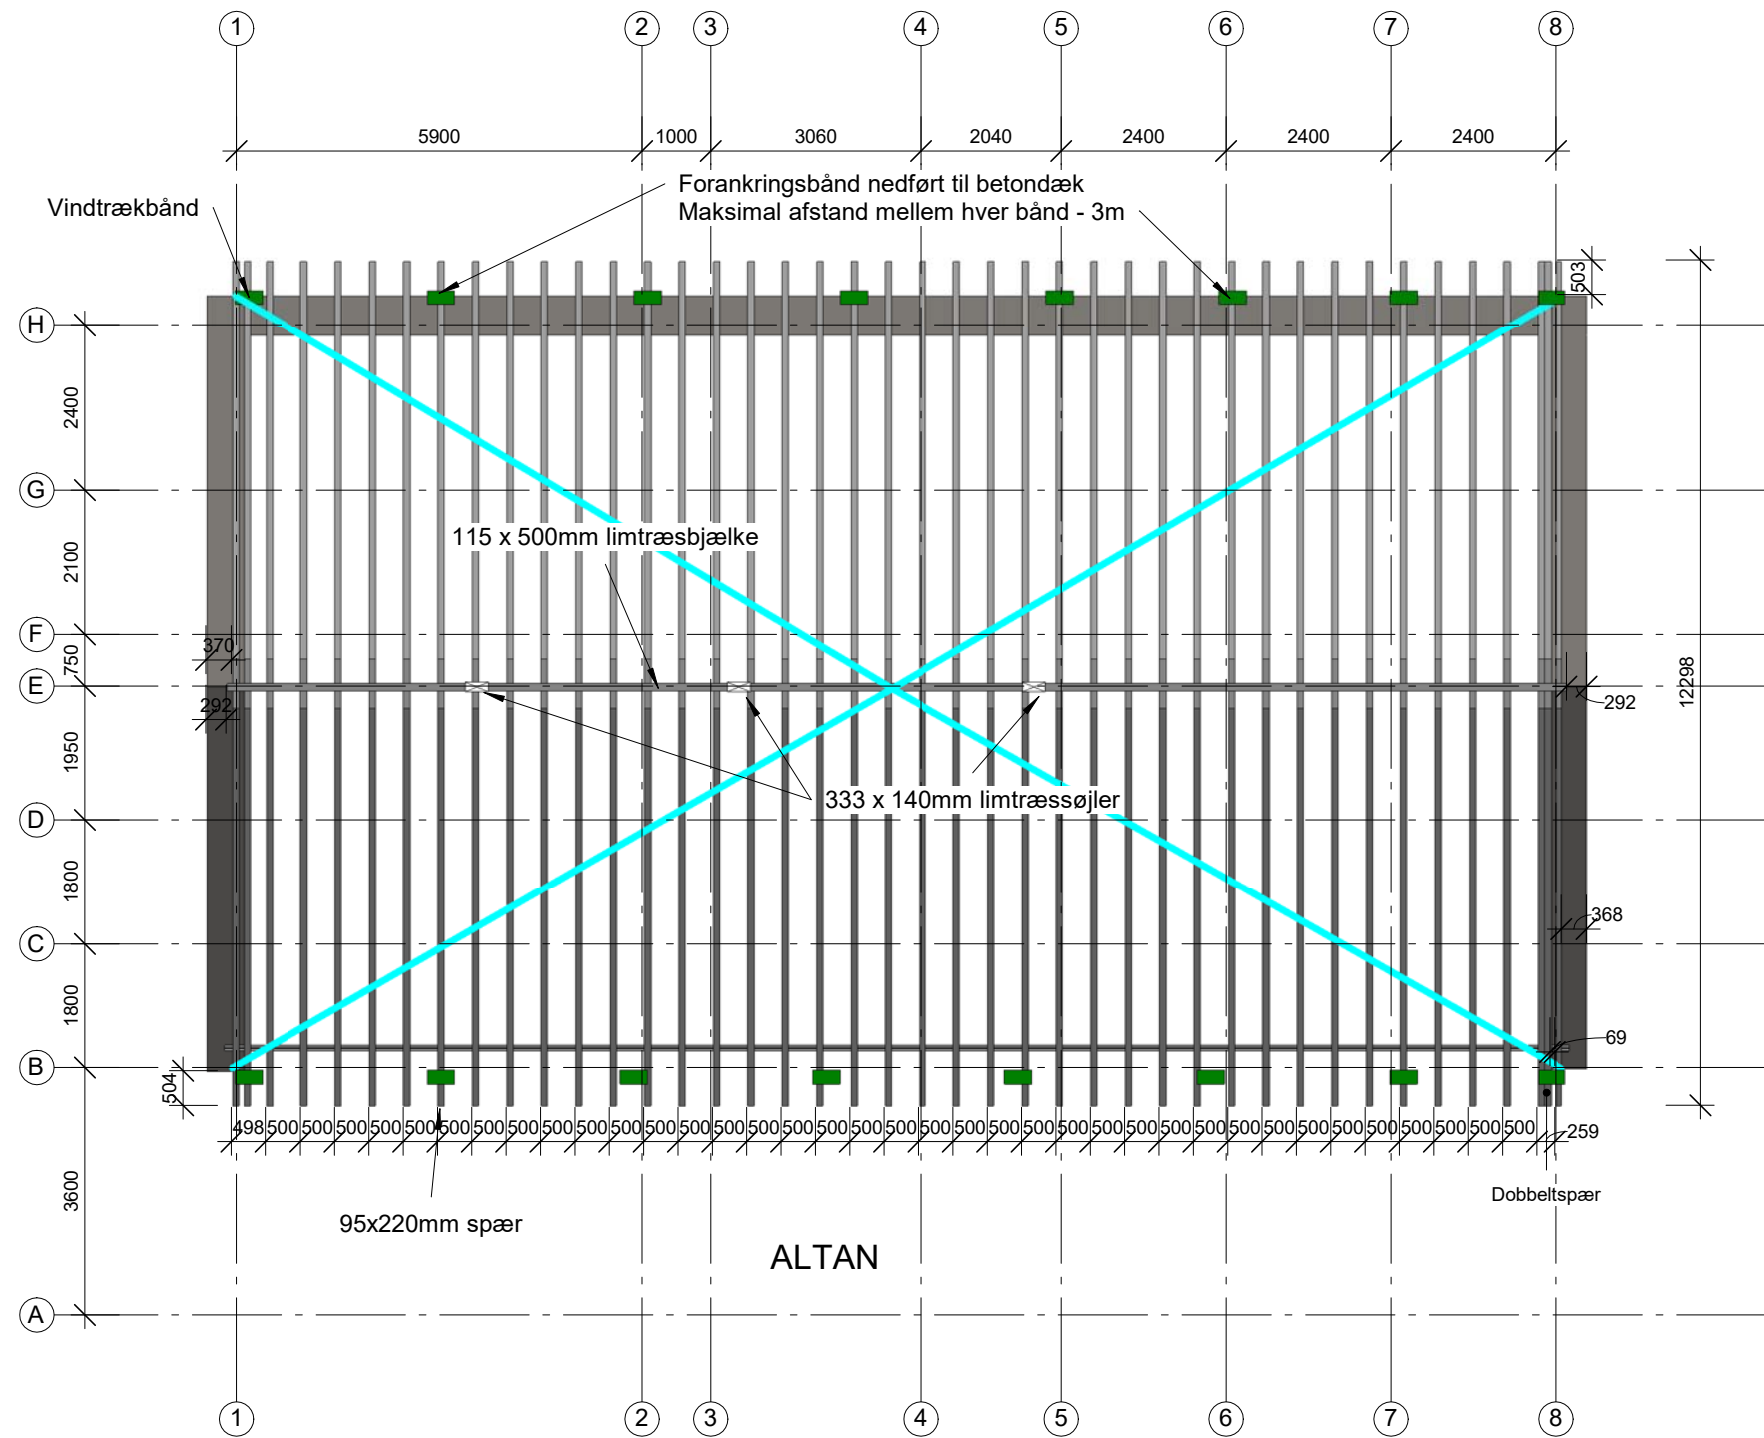 1 2 3 4 5 6 7 8
5900 1000 3060 2040 2400 2400 2400
Vindtrækbånd
Forankringsbånd nedført til betondæk
Maksimal afstand mellem hver bånd - 3m
503
H
2400
G
115 x 500mm limtræsbjælke
2100
F
370
750
E
12298
292
292
1950
333 x 140mm limtræssøjler
D
1800
C
368
1800
69
B
504
498 500 500 500 500 500 500 500 500 500 500 500 500 500 500 500 500 500 500 500 500 500 500 500 500 500 500 500 500 500 500 500 500 500 500 500 500 500 259
3600
Dobbeltspær
95x220mm spær
ALTAN
A
1 2 3 4 5 6 7 8